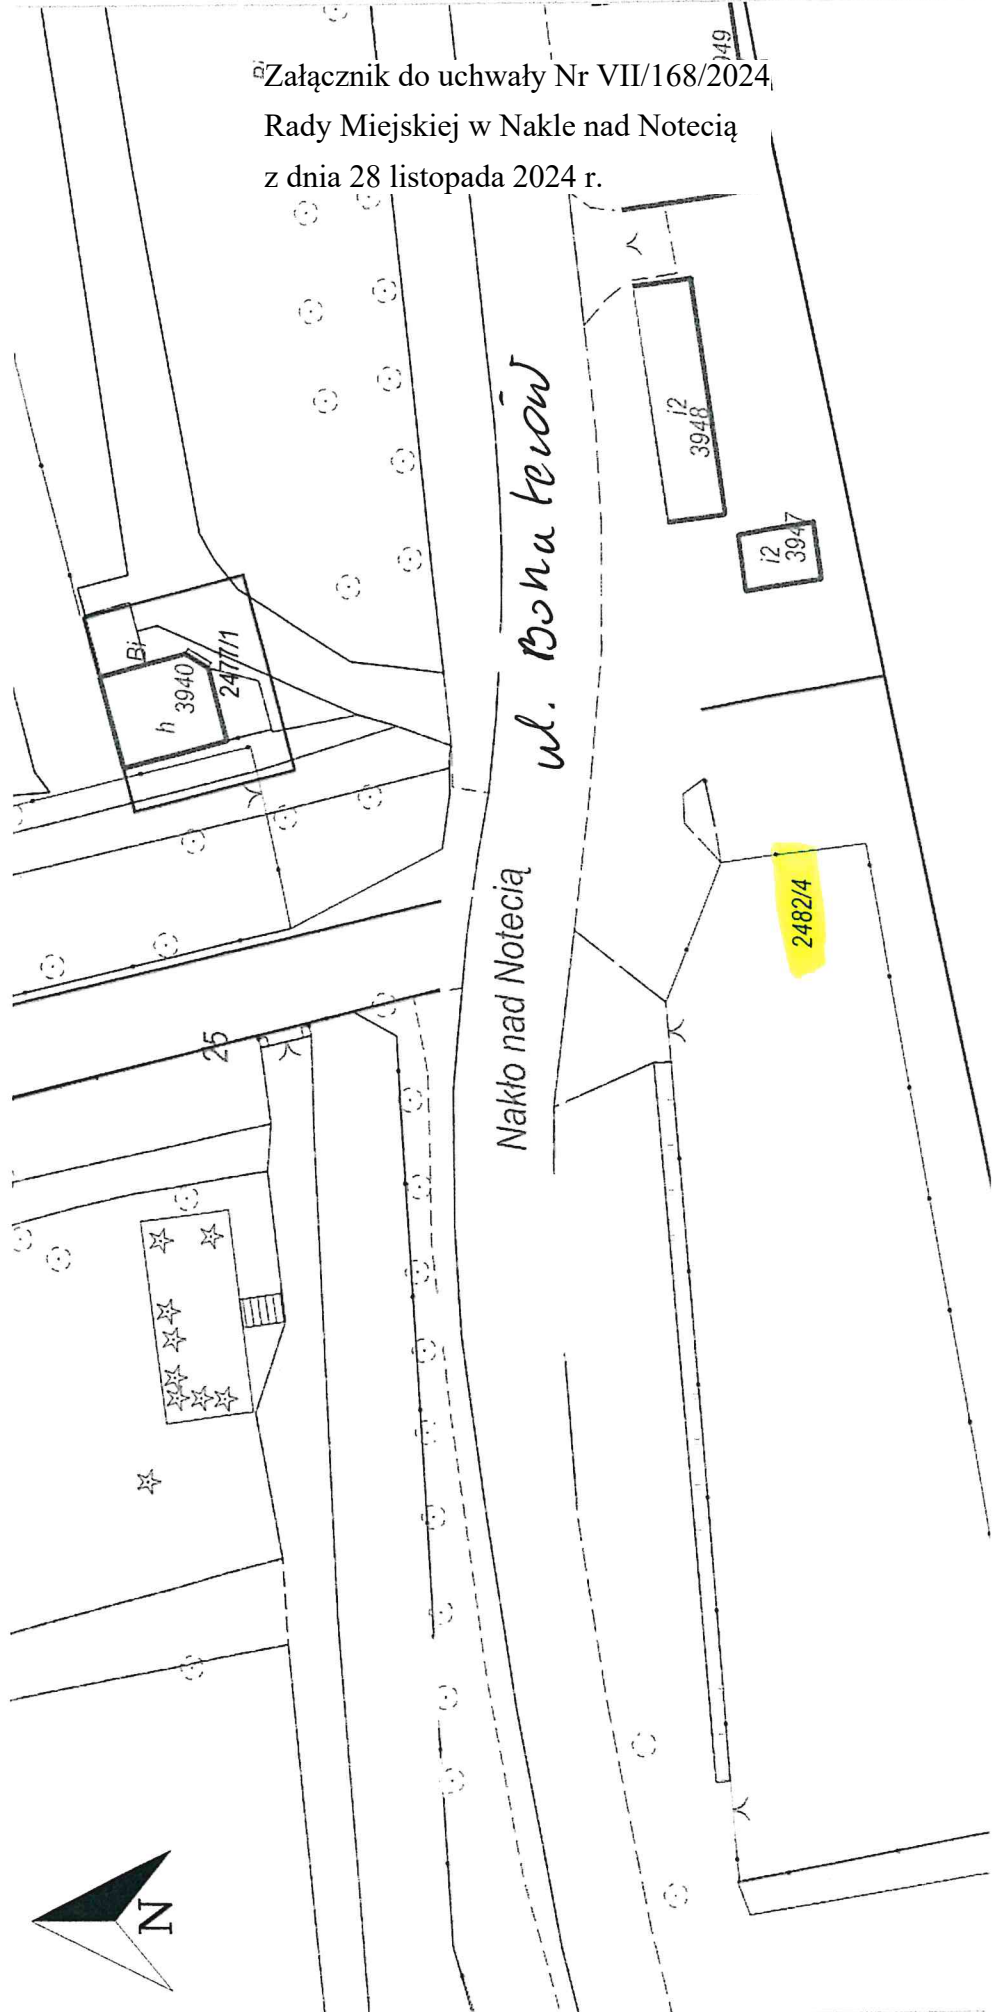 Załącznik do uchwały Nr VII/168/2024
Rady Miejskiej w Nakle nad Notecią
z dnia 28 listopada 2024 r.
i2
3948
i2
3947
Bi
h
3940
2477/1
ul. Bohaterów
2482/4
Nakło nad Notecią
25
N